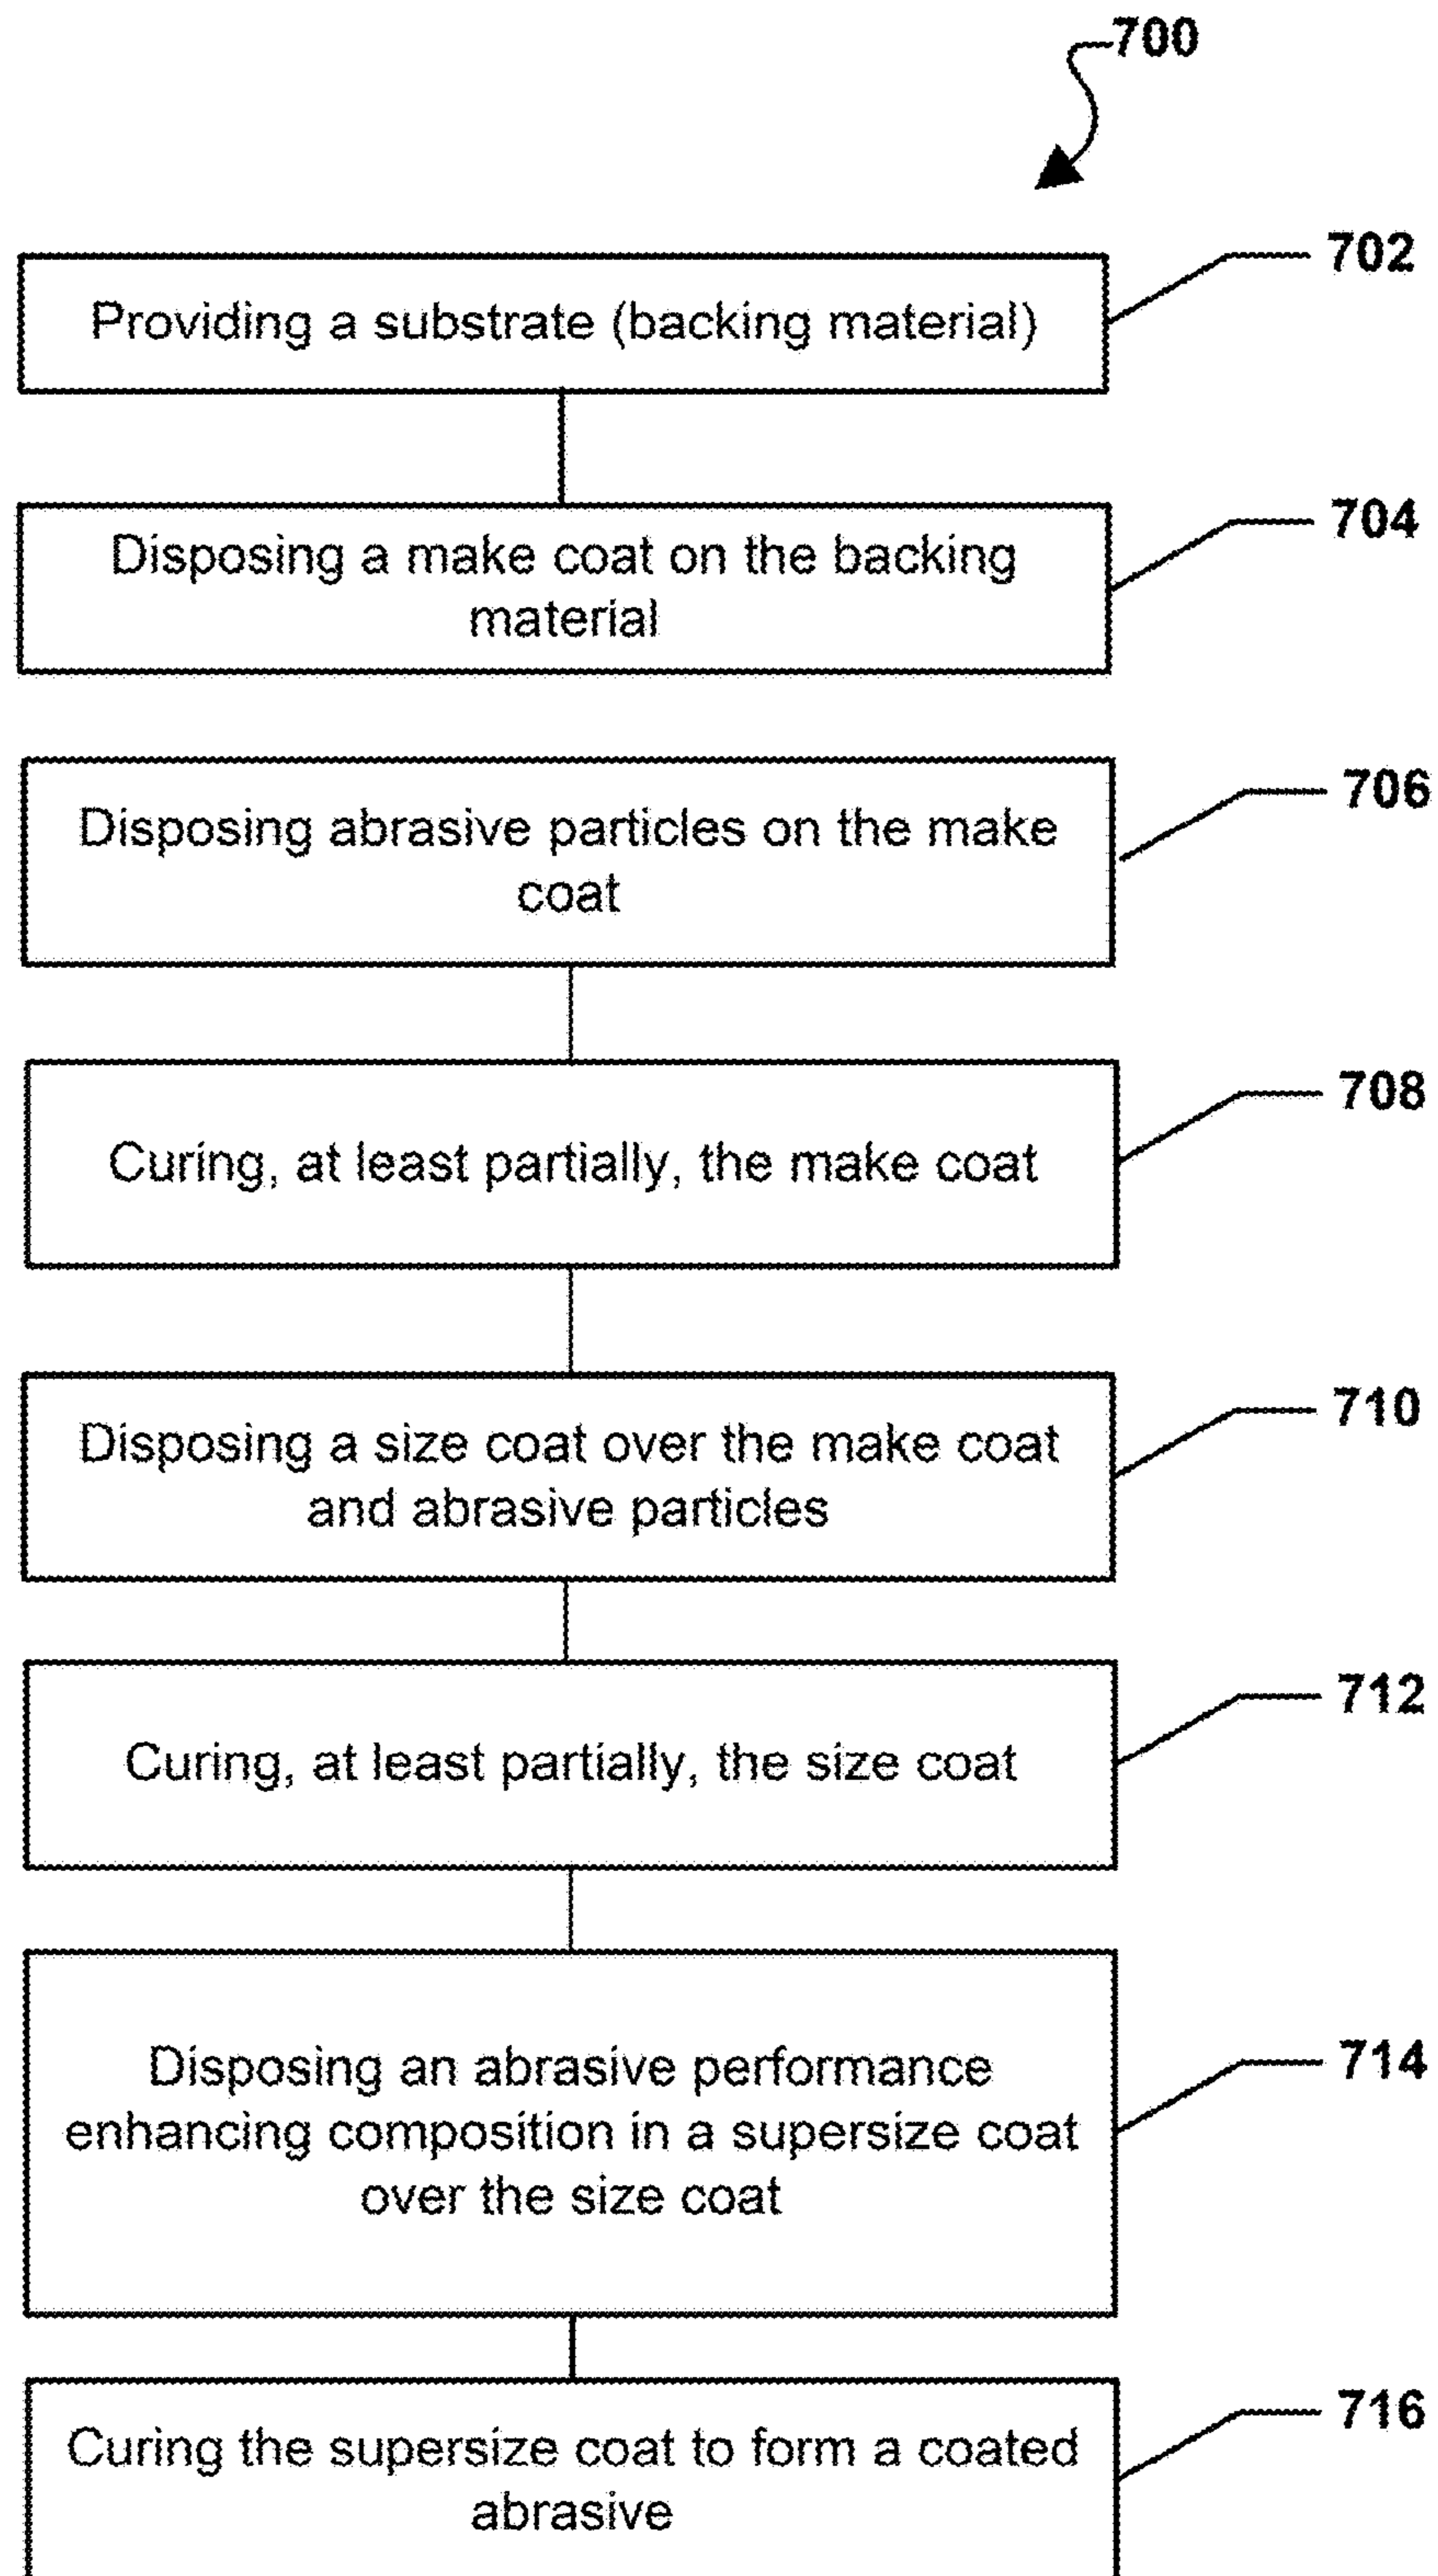 700
702
Providing a substrate (backing material)
704
Disposing a make coat on the backing
material
706
Disposing abrasive particles on the make
coat
708
Curing, at least partially, the make coat
710
Disposing a size coat over the make coat
and abrasive particles
712
Curing, at least partially, the size coat
714
Disposing an abrasive performance
enhancing composition in a supersize coat
over the size coat
716
Curing the supersize coat to form a coated
abrasive